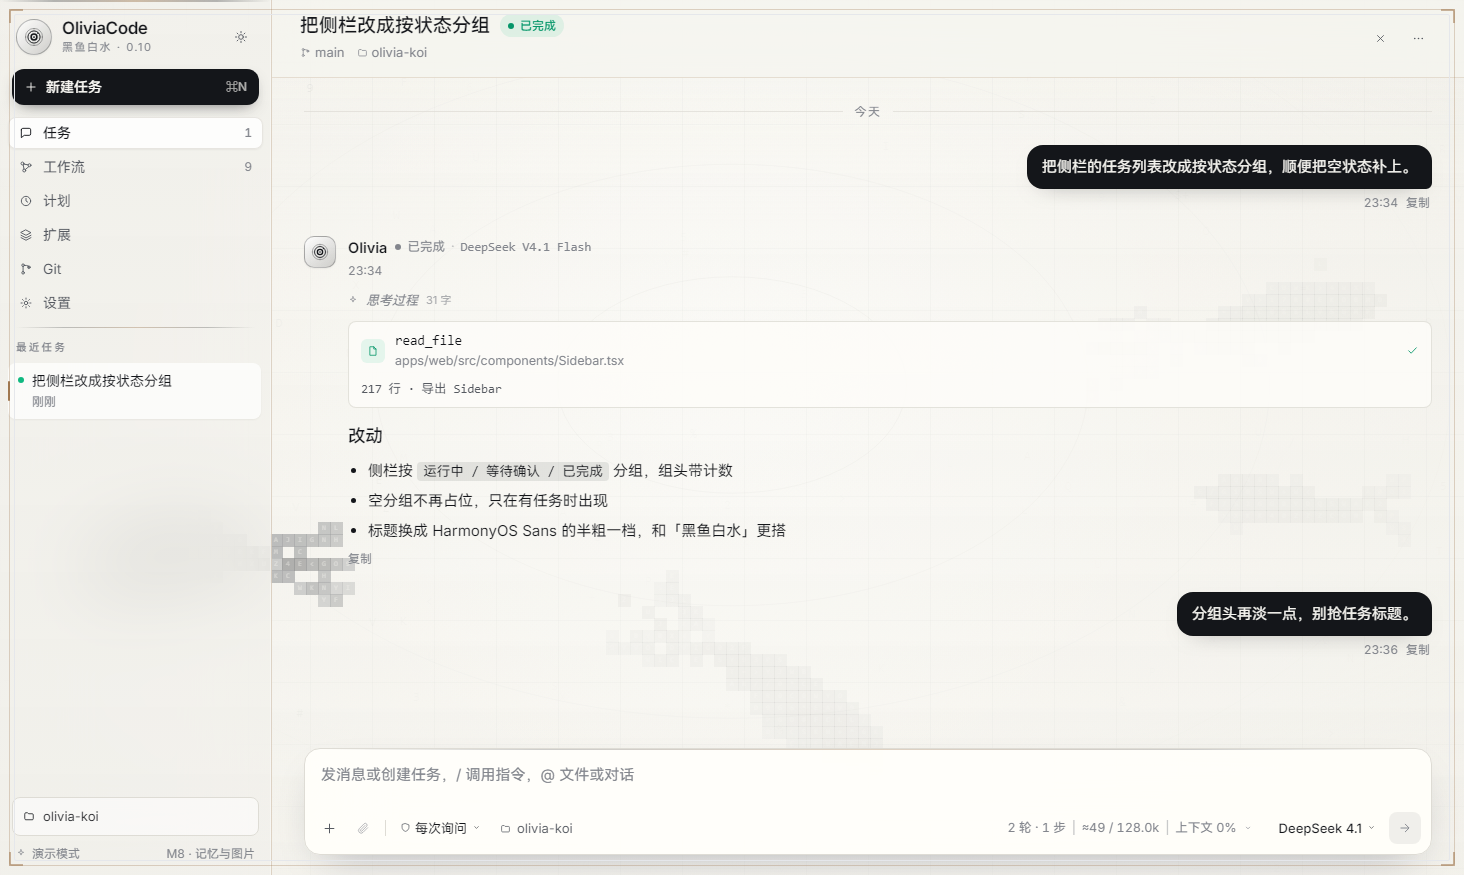 OliviaCode
黑鱼白水 · 0.10
新建任务 ⌘N
任务 1
工作流 9
计划
扩展
Git
设置
最近任务
把侧栏改成按状态分组
刚刚
olivia-koi
演示模式 M8 · 记忆与图片
把侧栏改成按状态分组 已完成
main olivia-koi
今天
把侧栏的任务列表改成按状态分组，顺便把空状态补上。
23:34 复制
Olivia 已完成 · DeepSeek V4.1 Flash
23:34
思考过程 31 字
read_file
apps/web/src/components/Sidebar.tsx
217 行 · 导出 Sidebar
改动
侧栏按 运行中 / 等待确认 / 已完成 分组，组头带计数
空分组不再占位，只在有任务时出现
标题换成 HarmonyOS Sans 的半粗一档，和「黑鱼白水」更搭
复制
分组头再淡一点，别抢任务标题。
23:36 复制
发消息或创建任务，/ 调用指令，@ 文件或对话
每次询问 olivia-koi 2 轮 · 1 步 ≈49 / 128.0k 上下文 0% DeepSeek 4.1